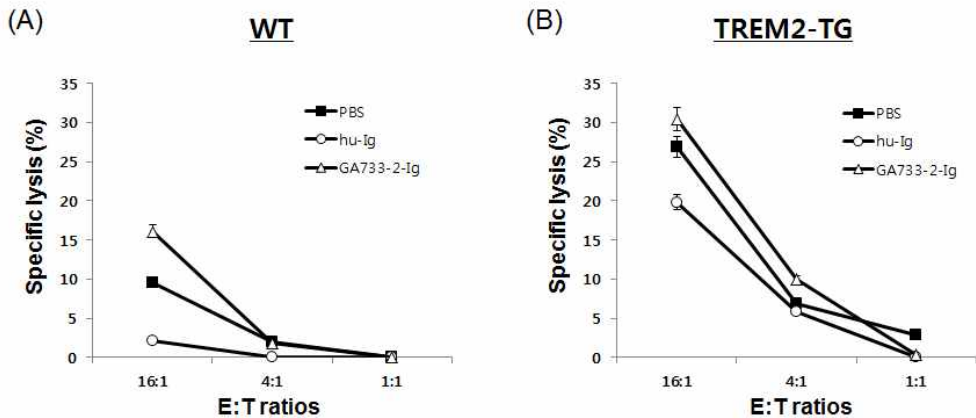 (A)
WT
35
30
25
20
15
10
5
0
Specific lysis (%)
PBS
hu-Ig
GA733-2-Ig
16:1
4:1
1:1
E:T ratios
(B)
TREM2-TG
35
30
25
20
15
10
5
0
Specific lysis (%)
PBS
hu-Ig
GA733-2-Ig
16:1
4:1
1:1
E:T ratios